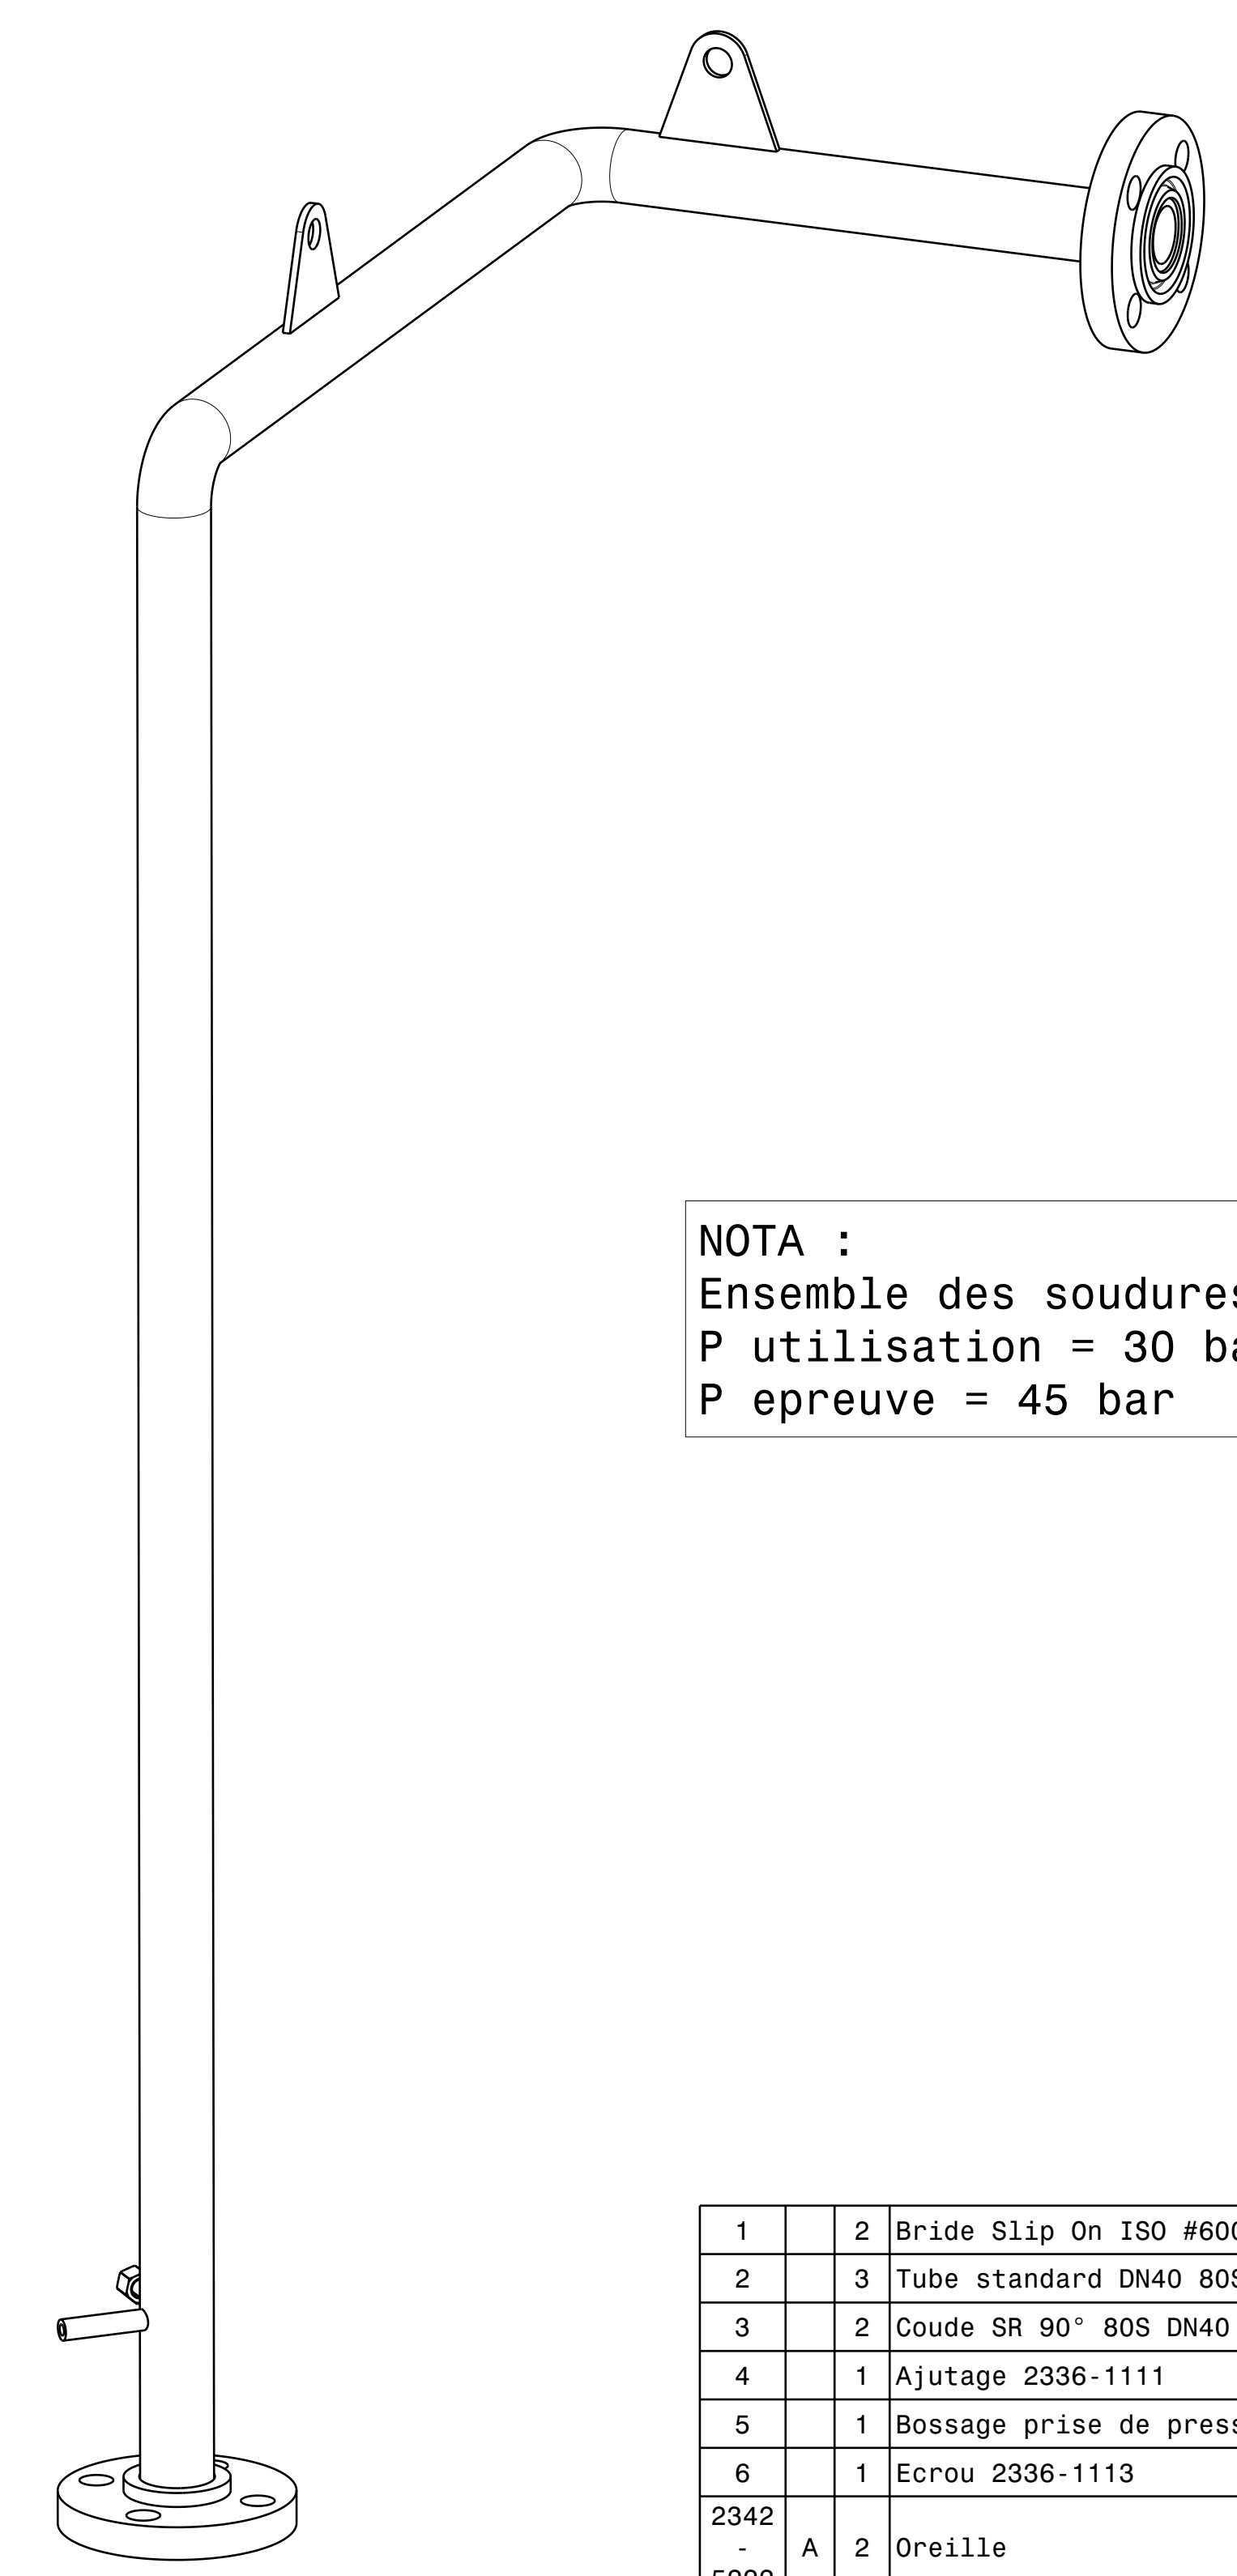 NOTA :
Ensemble des soudures
P utilisation = 30
P epreuve = 45 bar
1 2 Bride Slip On ISO
2 3 Tube standard DN40
3 2 Coude SR 90° 80S DN40
4 1 Ajutage 2336-1111
5 1 Bossage prise de
6 1 Ecrou 2336-1113
2342
-
A 2 Oreille